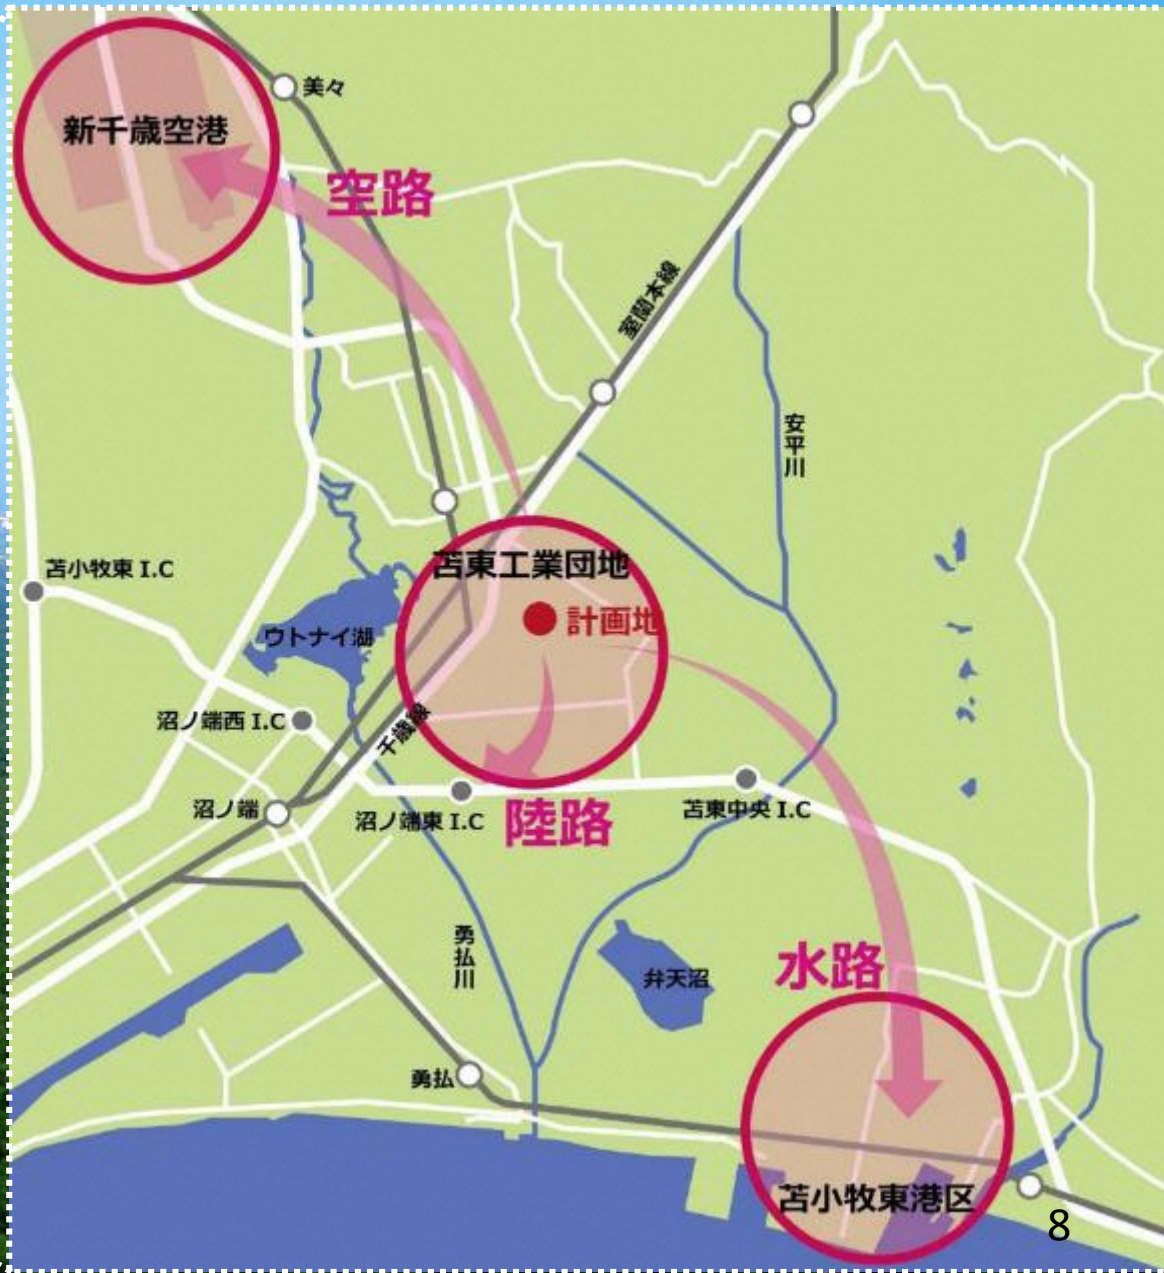 美々
新千歳空港
空路
室蘭本線
安平川
苫東工業団地
苫小牧東 I.C
計画地
ウトナイ湖
沼ノ端西 I.C
千歳線
沼ノ端
沼ノ端東 I.C
陸路
苫東中央 I.C
勇払川
水路
弁天沼
勇払
苫小牧東港区
8